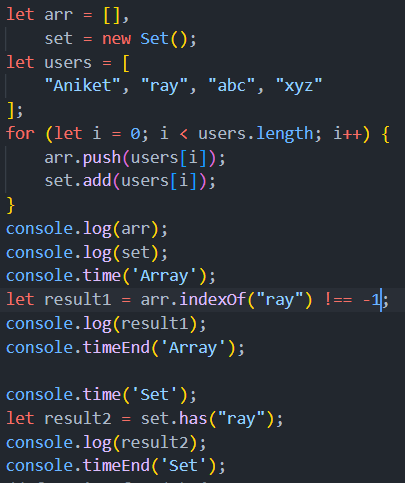 let arr = [],
    set = new Set();
let users = [
    "Aniket", "ray", "abc", "xyz"
];
for (let i = 0; i < users.length; i++) {
    arr.push(users[i]);
    set.add(users[i]);
}
console.log(arr);
console.log(set);
console.time('Array');
let result1 = arr.indexOf("ray") !== -1;
console.log(result1);
console.timeEnd('Array');

console.time('Set');
let result2 = set.has("ray");
console.log(result2);
console.timeEnd('Set');